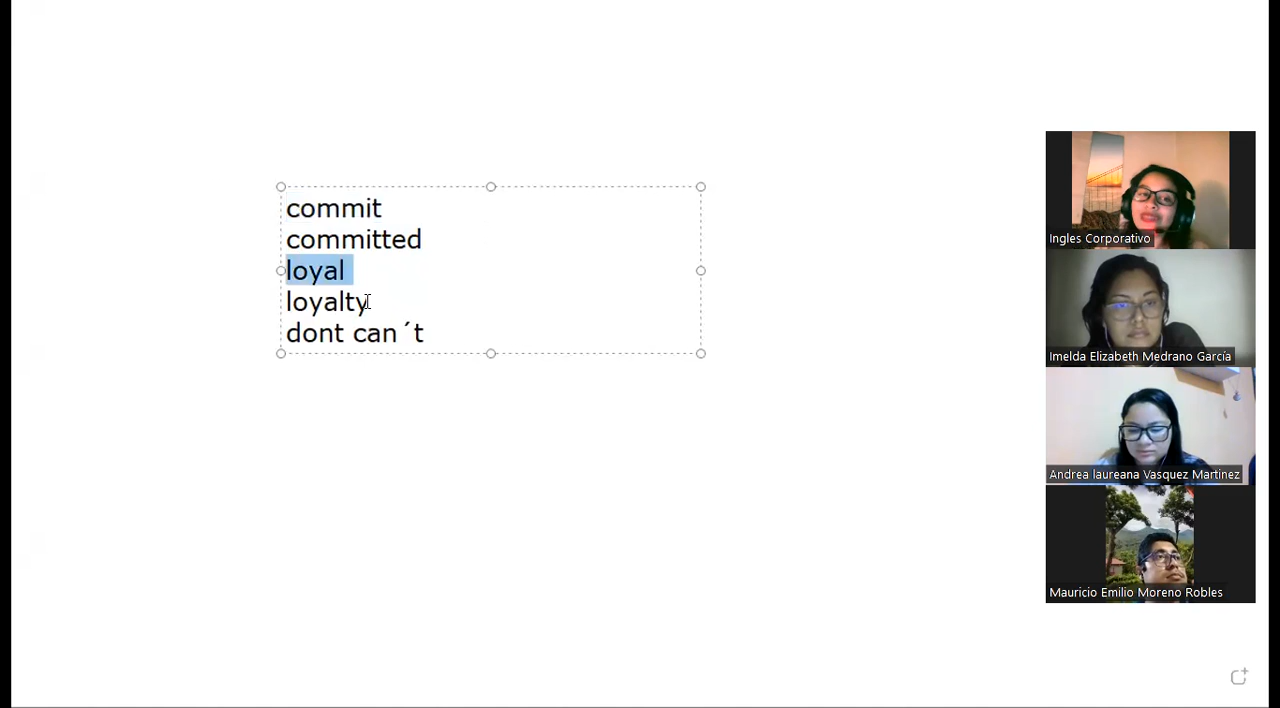 commit
committed
loyal
loyalty
dont can´t
Ingles Corporativo
Imelda Elizabeth Medrano García
Andrea laureana Vasquez Martinez
Mauricio Emilio Moreno Robles